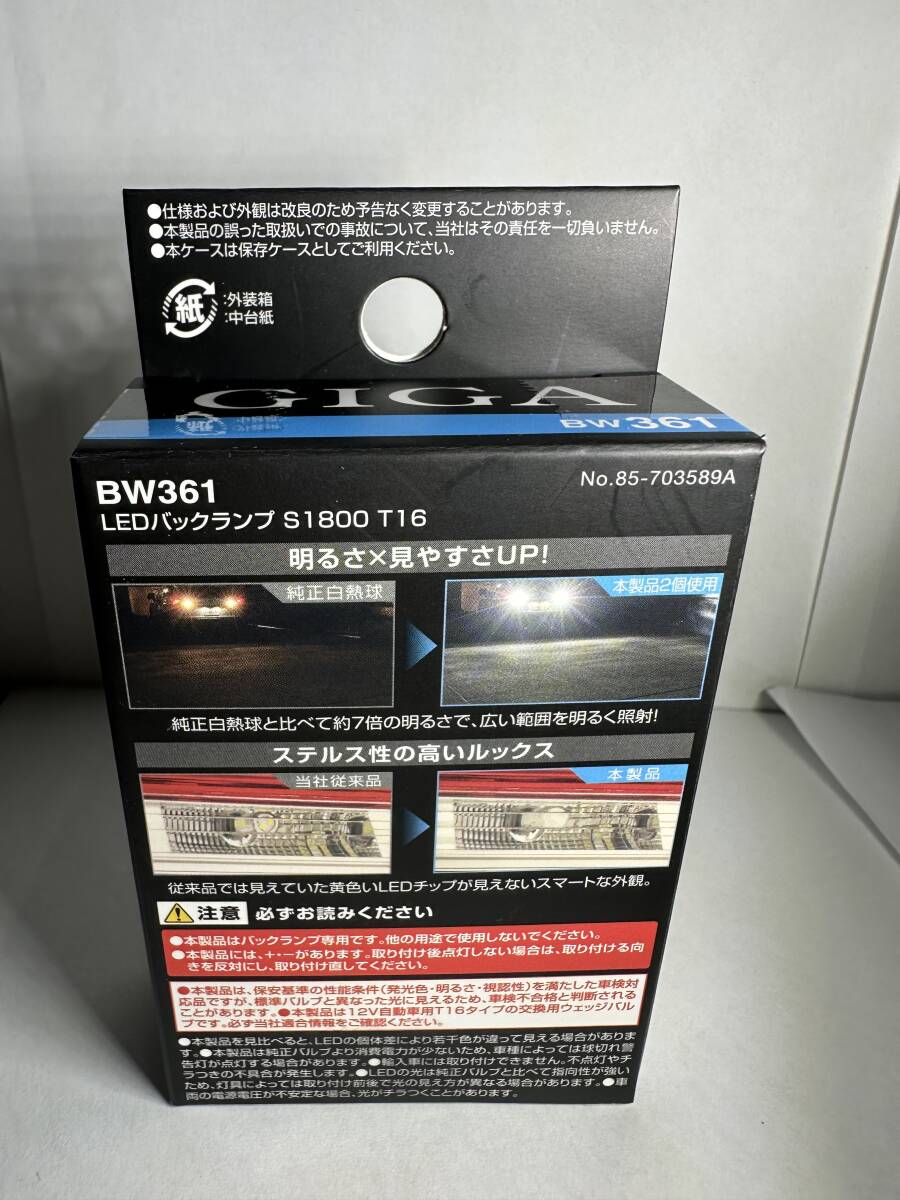 ●仕様および外観は改良のため予告なく変更することがあります。
●本製品の誤った取扱いでの事故について、当社はその責任を一切負いません。
●本ケースは保存ケースとしてご利用ください。
紙
:外装箱
:中台紙
GIGA
BW361
BW361
No.85-703589A
LEDバックランプ S1800 T16
明るさ×見やすさUP!
純正白熱球
本製品2個使用
純正白熱球と比べて約7倍の明るさで、広い範囲を明るく照射!
ステルス性の高いルックス
当社従来品
本製品
従来品では見えていた黄色いLEDチップが見えないスマートな外観。
注意 必ずお読みください
●本製品はバックランプ専用です。他の用途で使用しないでください。
●本製品には、+・−があります。取り付け後点灯しない場合は、取り付ける向
きを反対にし、取り付け直してください。
●本製品は、保安基準の性能条件(発光色・明るさ・視認性)を満たした車検対
応品ですが、標準バルブと異なった光に見えるため、車検不合格と判断される
ことがあります。●本製品は12V自動車用T16タイプの交換用ウェッジバル
ブです。必ず当社適合情報をご確認ください。
●本製品を見比べると、LEDの個体差により若干色が違って見える場合がありま
す。●本製品は純正バルブより消費電力が少ないため、車種によっては球切れ警
告灯が点灯する場合があります。●輸入車には取り付けできません。不点灯やチ
ラつきの不具合が発生します。●LEDの光は純正バルブと比べて指向性が強い
ため、灯具によっては取り付け前後で光の見え方が異なる場合があります。●車
両の電源電圧が不安定な場合、光がチラつくことがあります。